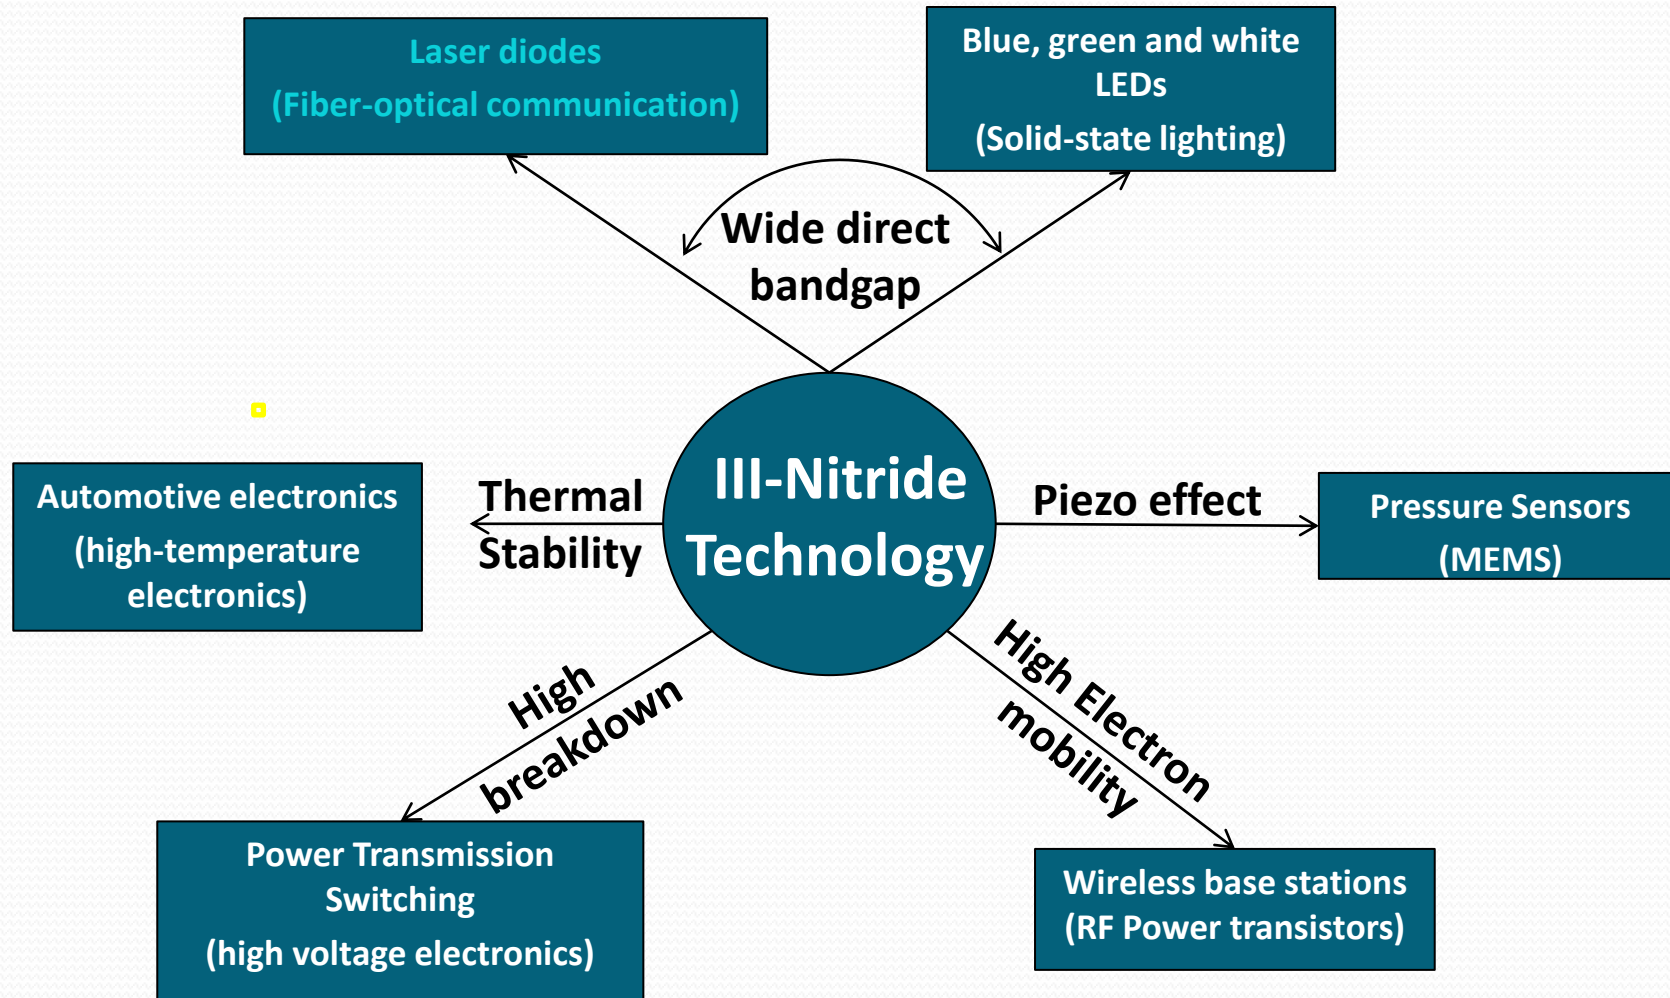 Laser diodes
(Fiber-optical communication)
Blue, green and white
LEDs
(Solid-state lighting)
Wide direct
bandgap
Automotive electronics
(high-temperature
electronics)
Thermal
Stability
III-Nitride
Technology
Piezo effect
Pressure Sensors
(MEMS)
High
breakdown
High Electron
mobility
Power Transmission
Switching
(high voltage electronics)
Wireless base stations
(RF Power transistors)